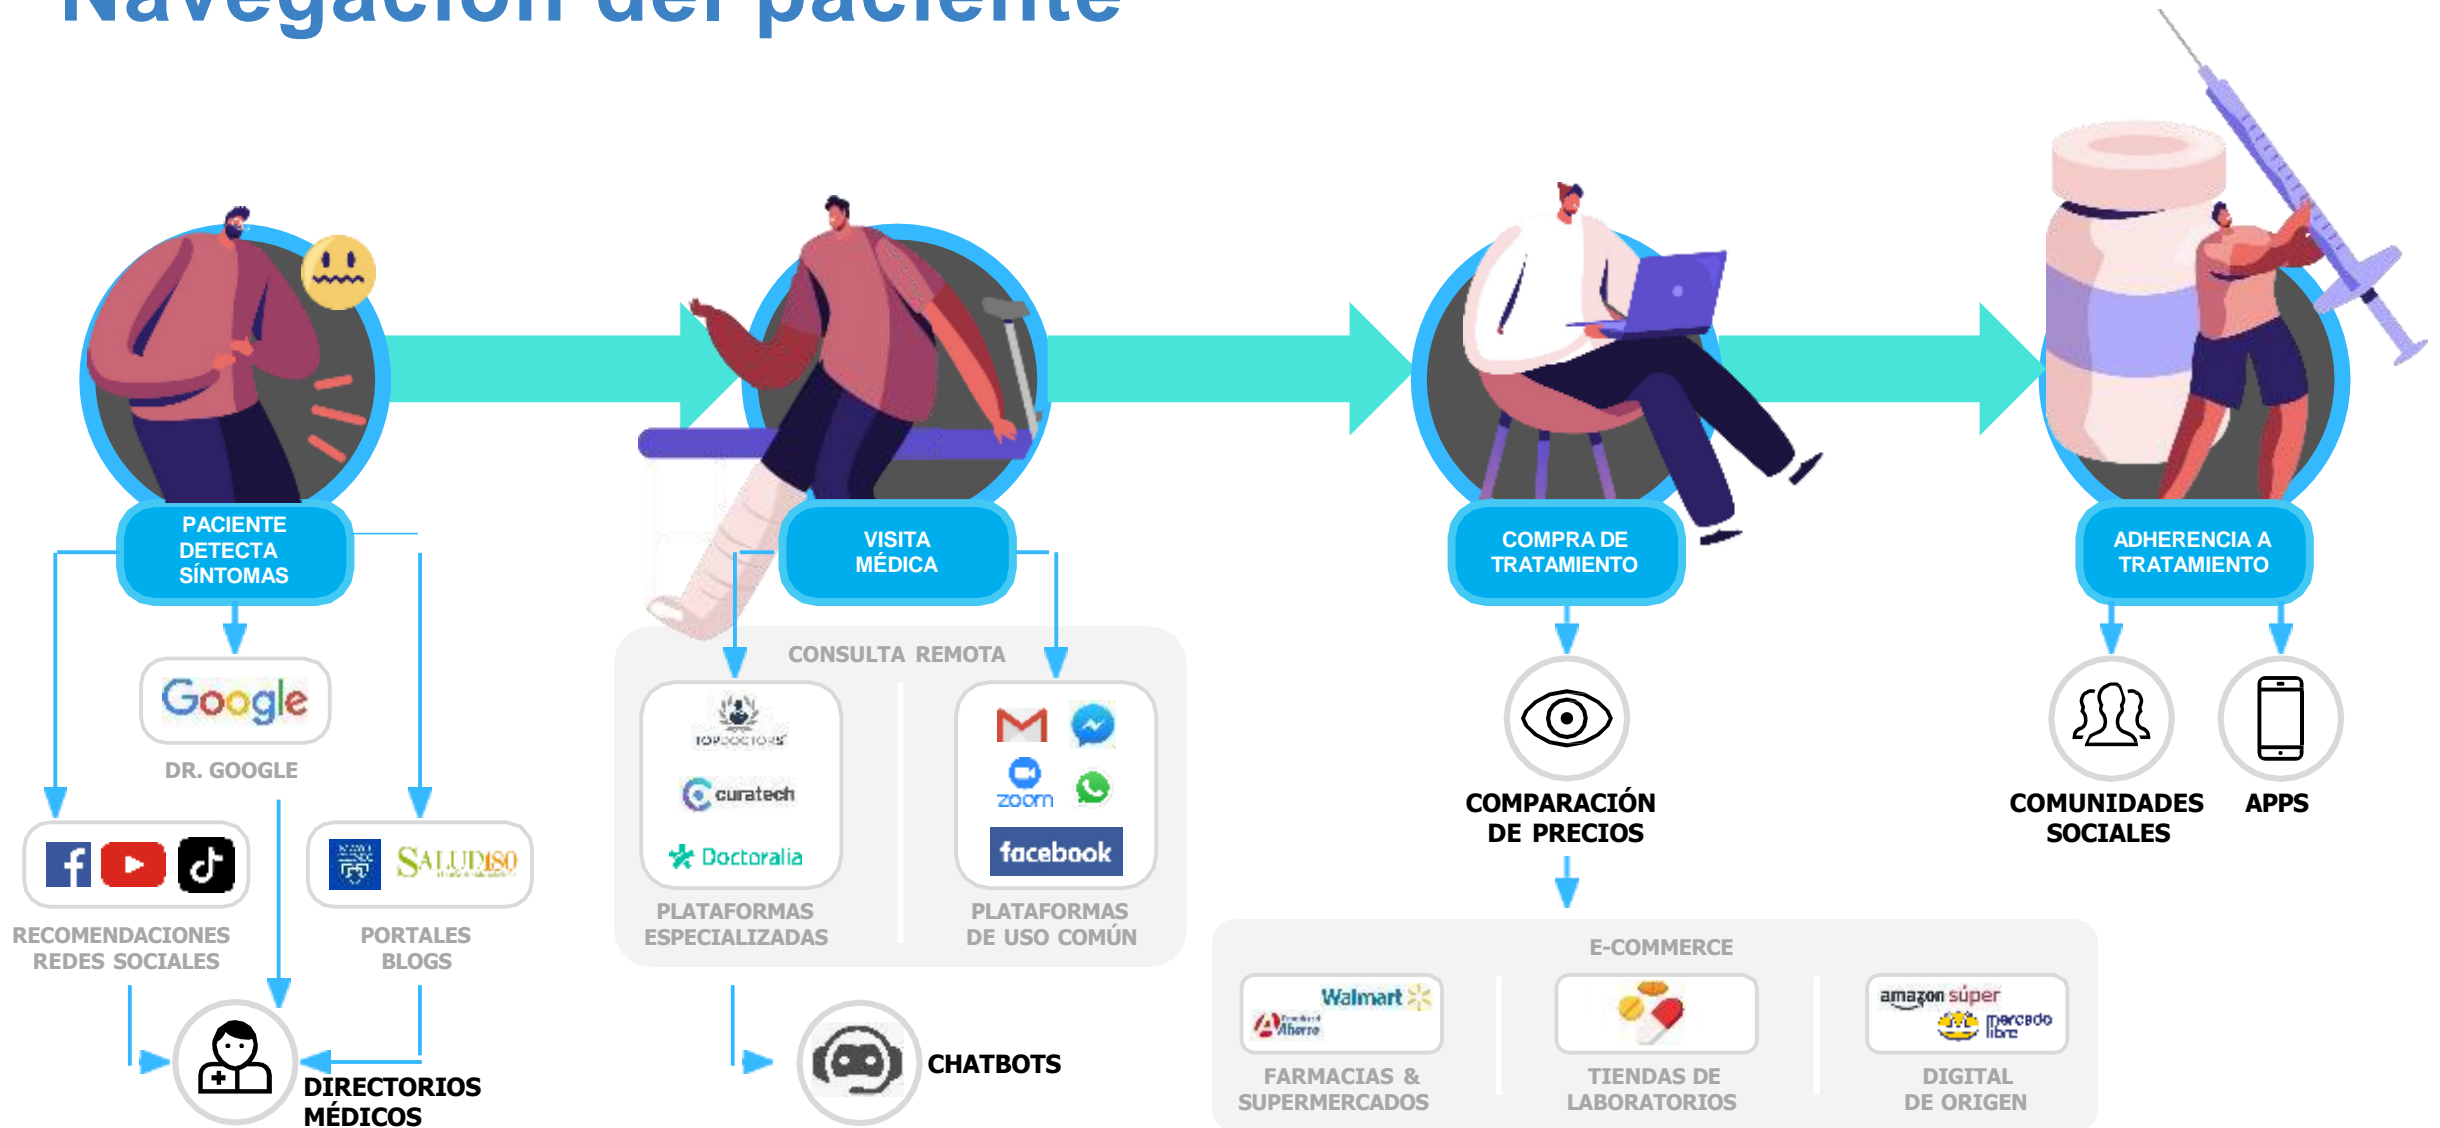 Navegación del paciente
PACIENTE
DETECTA
SÍNTOMAS
VISITA
MÉDICA
COMPRA DE
TRATAMIENTO
ADHERENCIA A
TRATAMIENTO
Google
DR. GOOGLE
RECOMENDACIONES
REDES SOCIALES
SALUD180
PORTALES
BLOGS
DIRECTORIOS
MÉDICOS
CONSULTA REMOTA
TOPDOCTORS
curatech
Doctoralia
PLATAFORMAS
ESPECIALIZADAS
zoom
facebook
PLATAFORMAS
DE USO COMÚN
CHATBOTS
COMPARACIÓN
DE PRECIOS
E-COMMERCE
Walmart
Ahorro
FARMACIAS &
SUPERMERCADOS
TIENDAS DE
LABORATORIOS
amazon súper
mercado
libre
DIGITAL
DE ORIGEN
COMUNIDADES
SOCIALES
APPS